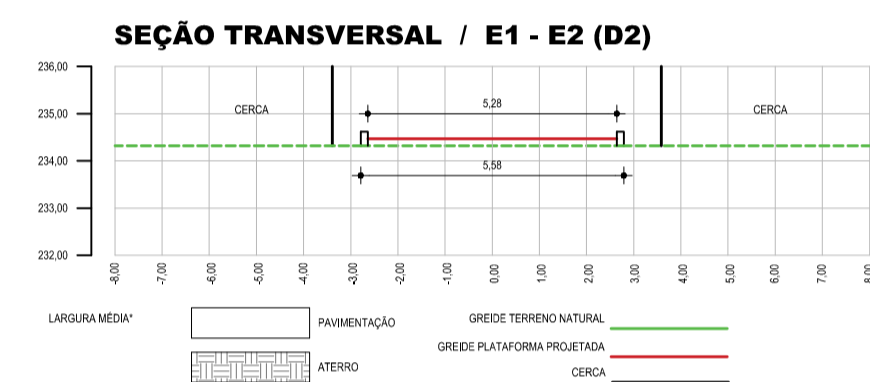 SEÇÃO TRANSVERSAL / E1 - E2 (D2)
236,00
235,00
234,00
233,00
232,00
CERCA
5,28
CERCA
5,58
-8,00 -7,00 -6,00 -5,00 -4,00 -3,00 -2,00 -1,00 0,00 1,00 2,00 3,00 4,00 5,00 6,00 7,00 8,00
LARGURA MÉDIA*
PAVIMENTAÇÃO
ATERRO
GREIDE TERRENO NATURAL
GREIDE PLATAFORMA PROJETADA
CERCA